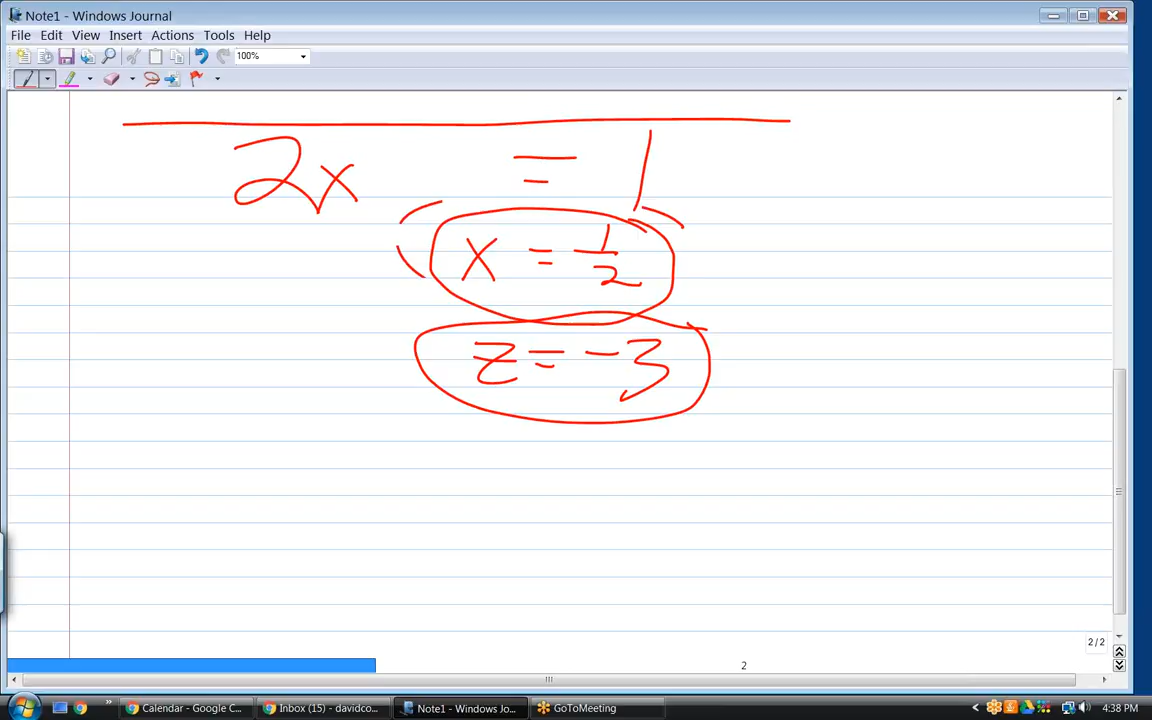 Note1 - Windows Journal
File Edit View Insert Actions Tools Help
100%
2x = 1
x = 1/2
z = -3
2/2
2
Calendar - Google C... Inbox (15) - davidco... Note1 - Windows Jo... GoToMeeting 4:38 PM